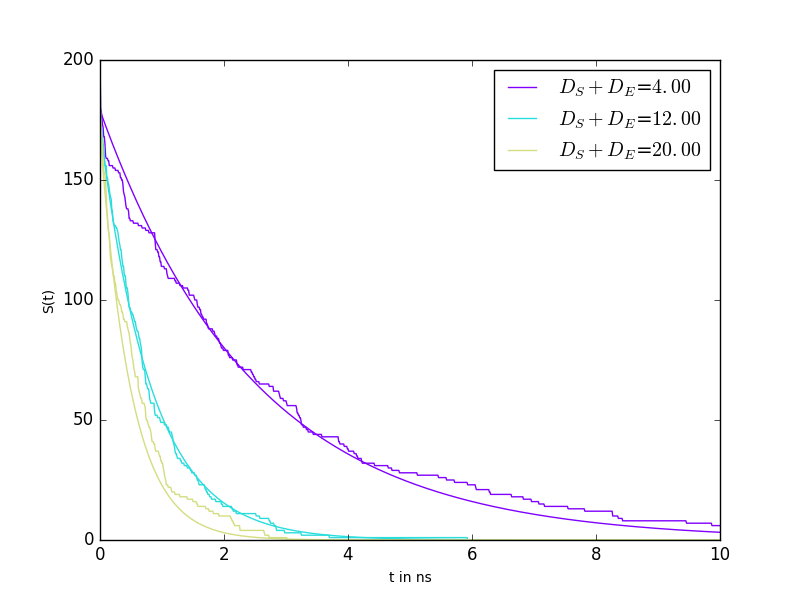 200
150
100
50
0
S(t)
D_S + D_E=4.00
D_S + D_E=12.00
D_S + D_E=20.00
0 2 4 6 8 10
t in ns